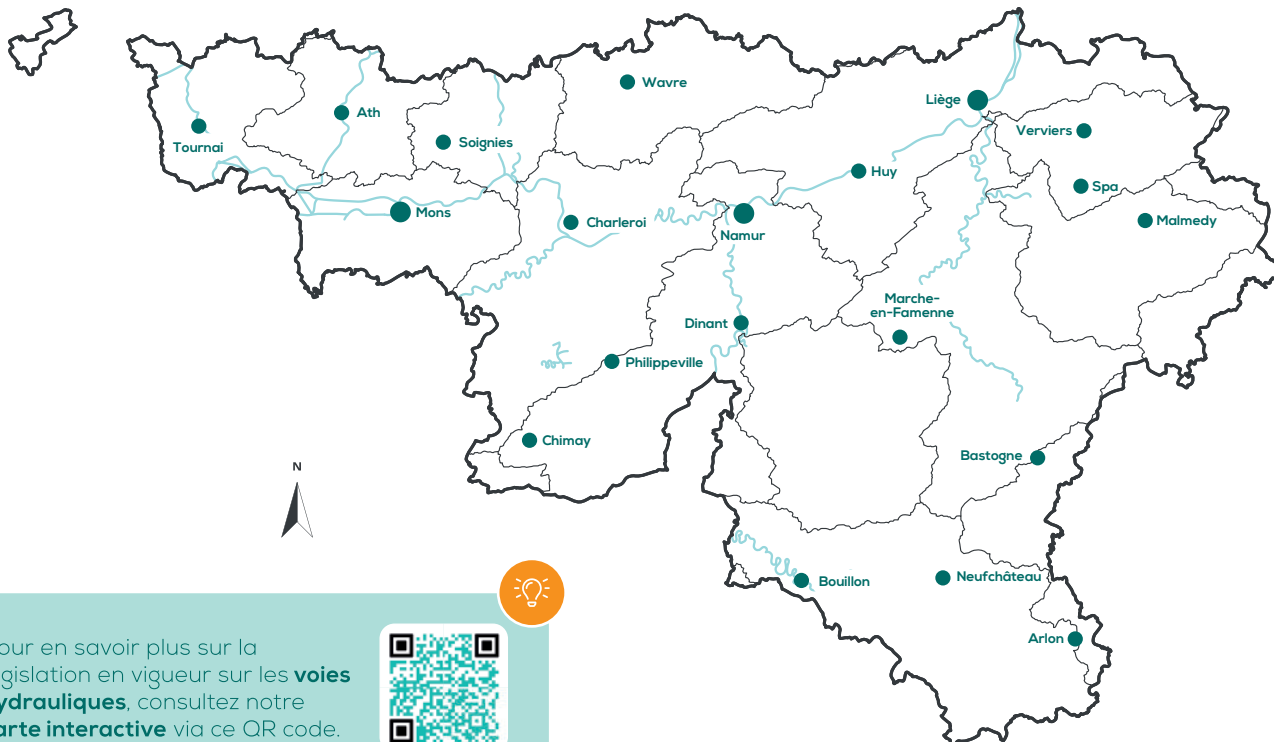 Wavre
Liège
Ath
Verviers
Tournai
Soignies
Huy
Spa
Mons
Malmedy
Charleroi
Namur
Marche-
en-Famenne
Dinant
Philippeville
Chimay
Bastogne
N
Bouillon
Neufchâteau
Arlon
our en savoir plus sur la
gislation en vigueur sur les voies
ydrauliques, consultez notre
arte interactive via ce QR code.